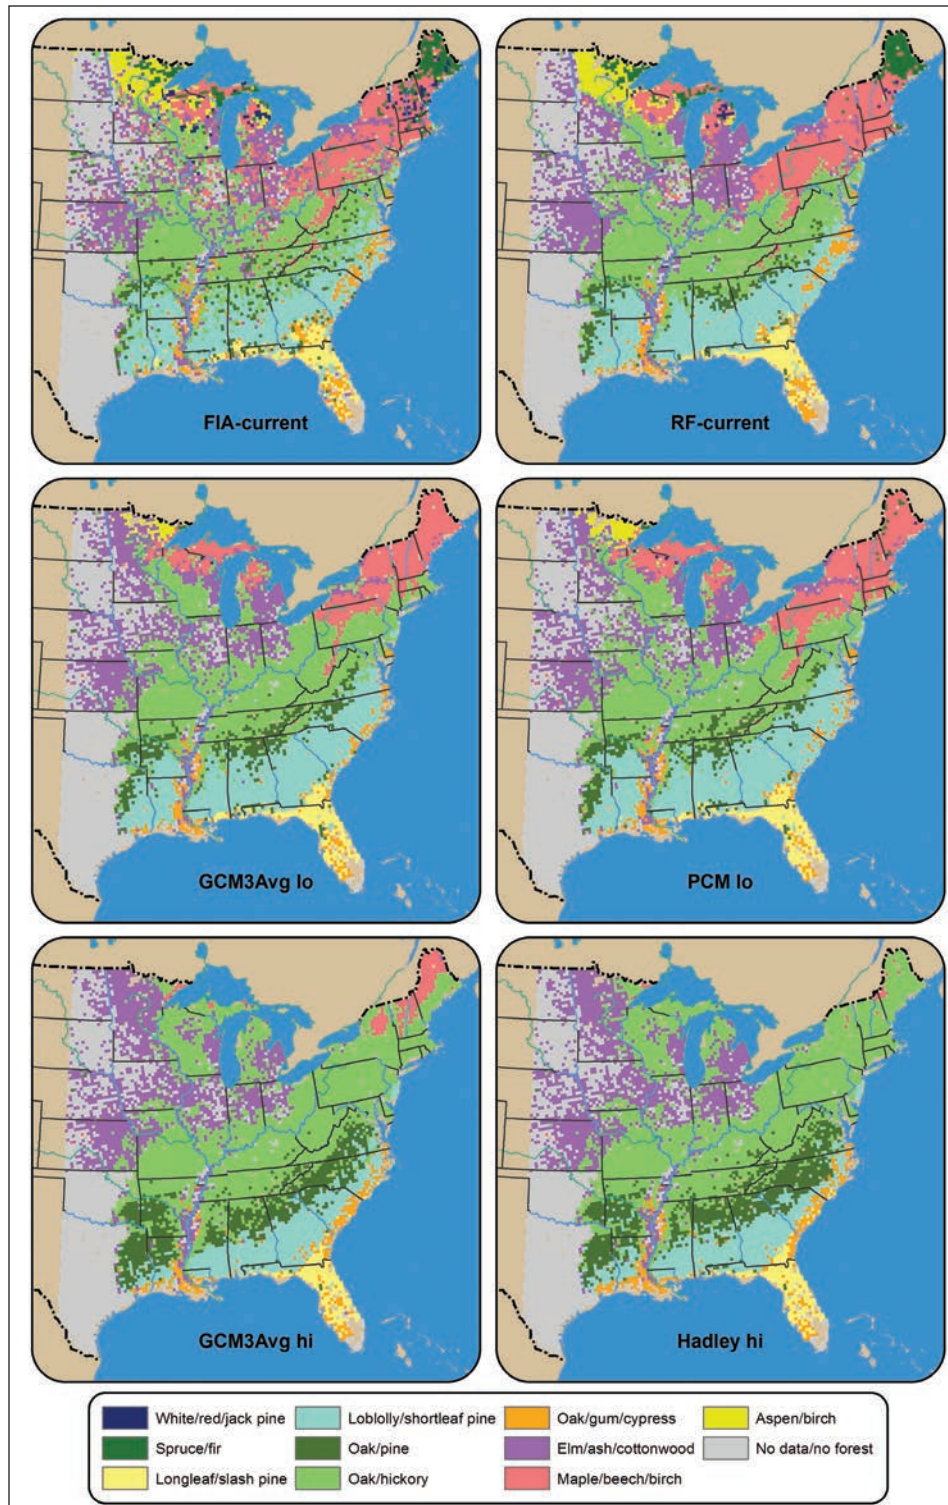 FIA-current
RF-current
GCM3Avg lo
PCM lo
GCM3Avg hi
Hadley hi
White/red/jack pine
Loblolly/shortleaf pine
Oak/gum/cypress
Aspen/birch
Spruce/fir
Oak/pine
Elm/ash/cottonwood
No data/no forest
Longleaf/slash pine
Oak/hickory
Maple/beech/birch